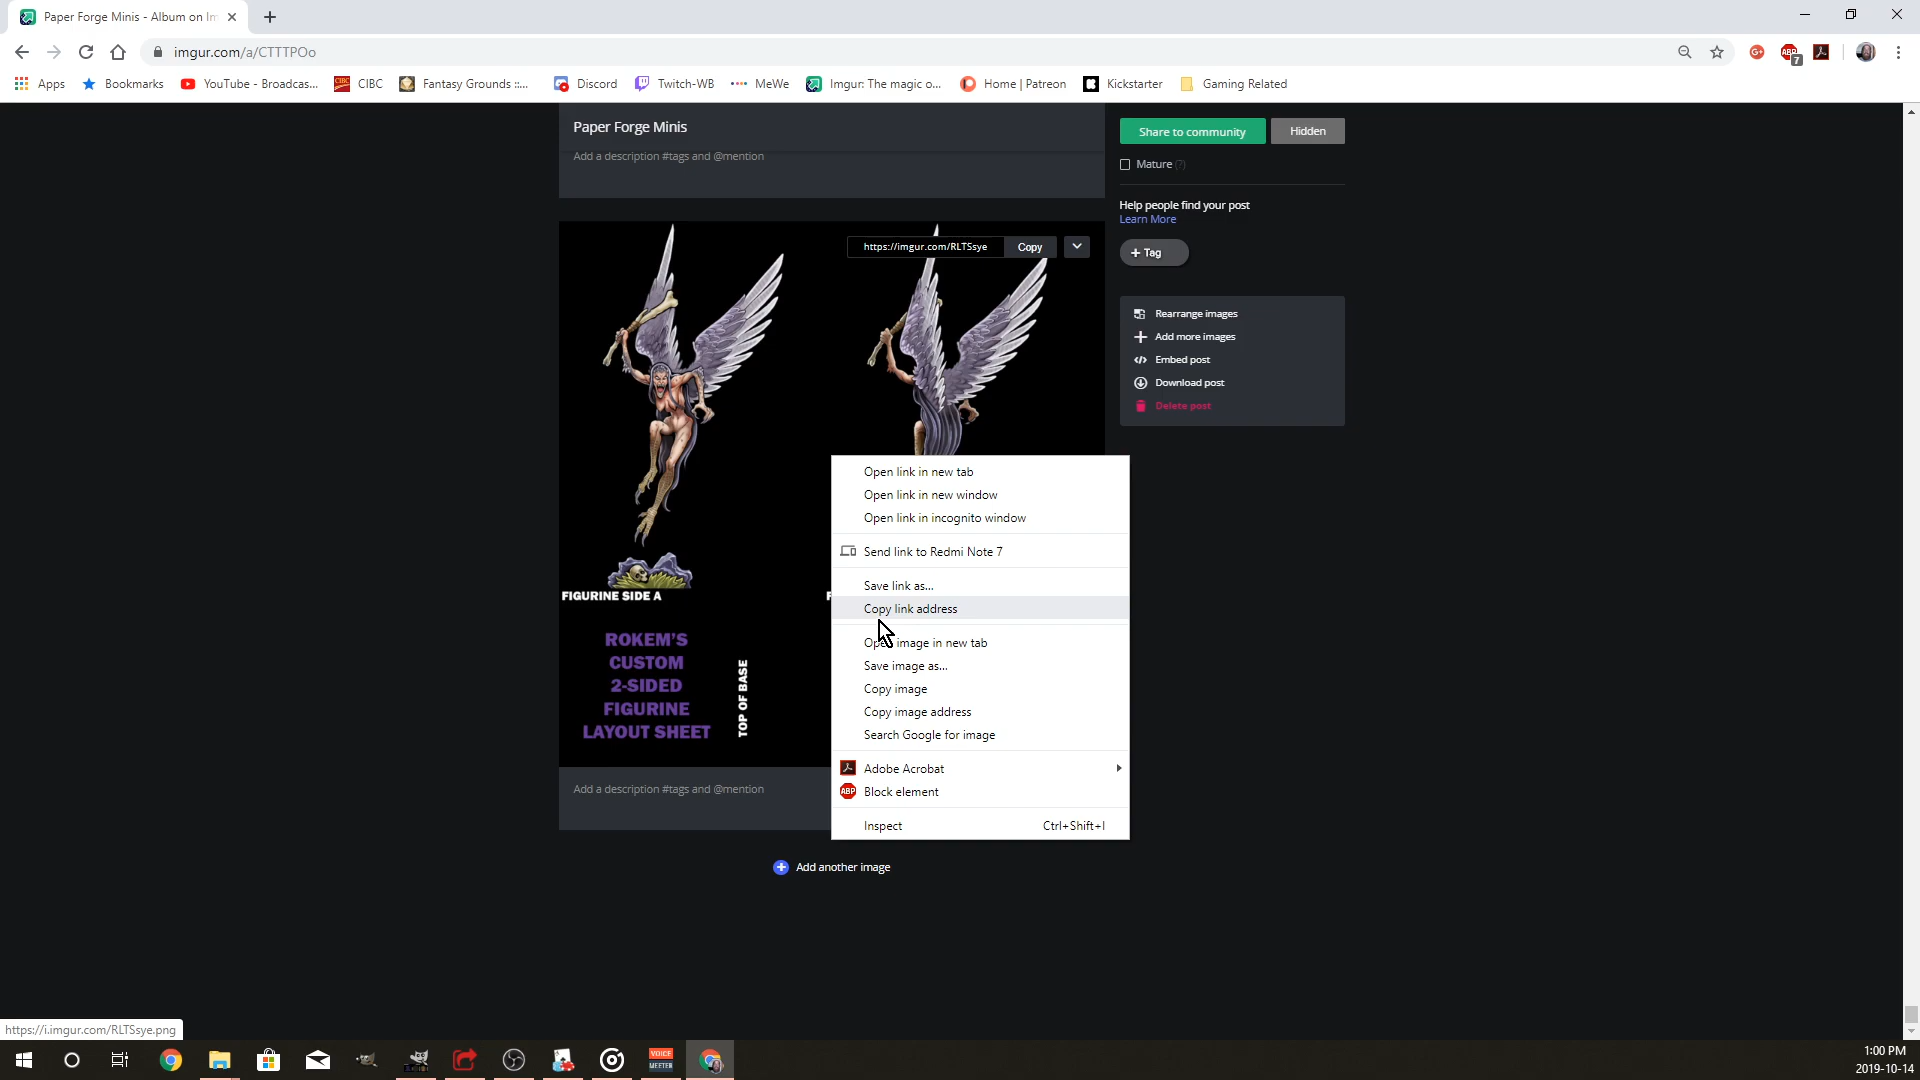 Paper Forge Minis - Album on Im
imgur.com/a/CTTTPOo
ABP
7
Apps
Bookmarks
YouTube - Broadcas...
CIBC
CIBC
Fantasy Grounds ::...
Discord
Twitch-WB
MeWe
Imgur: The magic o...
Home | Patreon
Kickstarter
Gaming Related
Paper Forge Minis
Add a description #tags and @mention
Share to community
Hidden
Mature (?)
Help people find your post
Learn More
+ Tag
https://imgur.com/RLTSsye
Copy
Rearrange images
Add more images
Embed post
Download post
Delete post
Open link in new tab
Open link in new window
Open link in incognito window
Send link to Redmi Note 7
Save link as...
Copy link address
Open image in new tab
Save image as...
Copy image
Copy image address
Search Google for image
Adobe Acrobat
ABP Block element
Inspect Ctrl+Shift+I
FIGURINE SIDE A
F
ROKEM'S
CUSTOM
2-SIDED
FIGURINE
LAYOUT SHEET
TOP OF BASE
Add a description #tags and @mention
Add another image
https://i.imgur.com/RLTSsye.png
VOICE
MEETER
1:00 PM
2019-10-14